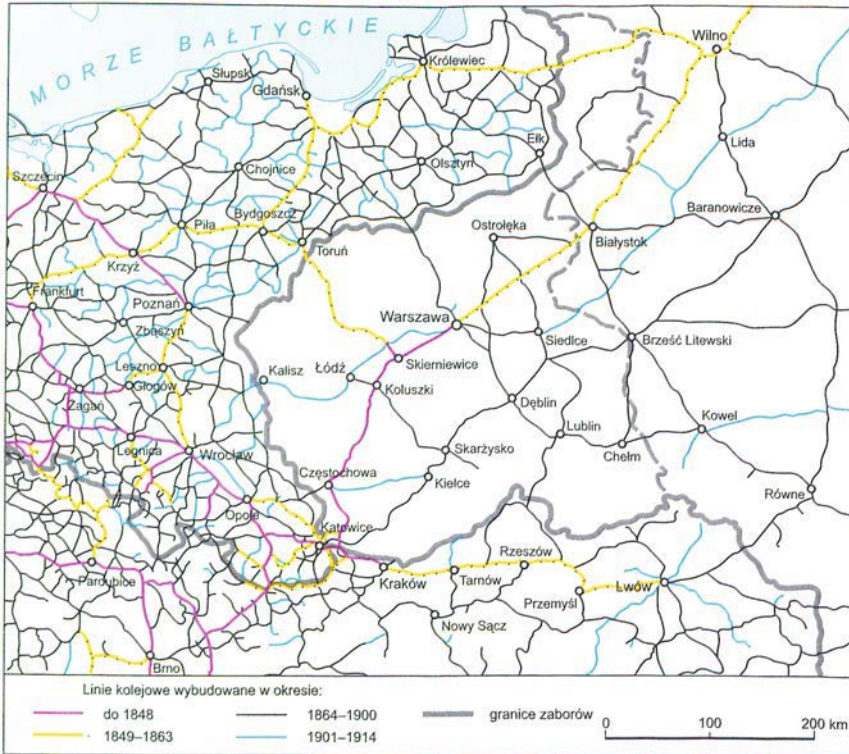 MORZE BAŁTYCKIE
Słupsk
Gdańsk
Królewiec
Wilno
Ełk
Lida
Szczecin
Chojnice
Olsztyn
Baranowicze
Piła
Bydgoszcz
Toruń
Ostrołęka
Białystok
Krzyż
Frankfurt
Poznań
Zbąszyń
Warszawa
Siedlce
Brześć Litewski
Skierniewice
Leszno
Głogów
Żagań
Kalisz
Łódź
Koluszki
Dęblin
Lublin
Kowel
Chełm
Legnica
Wrocław
Skarżysko
Kielce
Częstochowa
Równe
Opole
Katowice
Pardubice
Kraków
Tarnów
Rzeszów
Przemyśl
Lwów
Nowy Sącz
Brno
Linie kolejowe wybudowane w okresie:
do 1848
1849–1863
1864–1900
1901–1914
granice zaborów
0 100 200 km